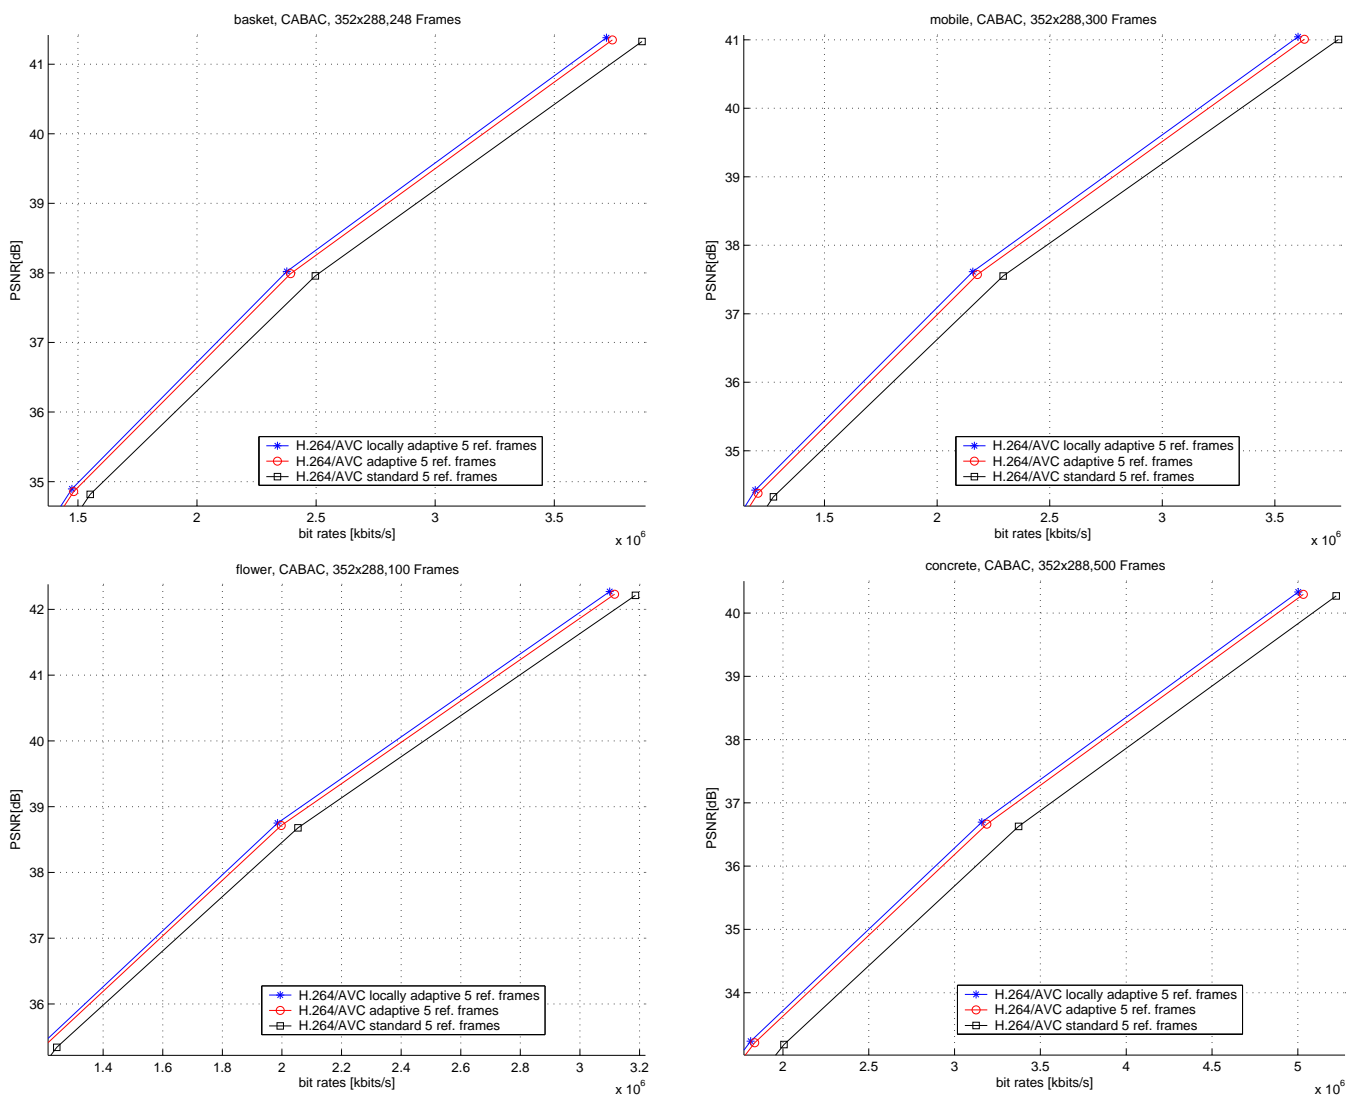 basket, CABAC, 352x288,248 Frames
41
40
39
38
37
36
35
PSNR[dB]
H.264/AVC locally adaptive 5 ref. frames
H.264/AVC adaptive 5 ref. frames
H.264/AVC standard 5 ref. frames
1.5 2 2.5 3 3.5
bit rates [kbits/s]
x 10^6
mobile, CABAC, 352x288,300 Frames
41
40
39
38
37
36
35
PSNR[dB]
H.264/AVC locally adaptive 5 ref. frames
H.264/AVC adaptive 5 ref. frames
H.264/AVC standard 5 ref. frames
1.5 2 2.5 3 3.5
bit rates [kbits/s]
x 10^6
flower, CABAC, 352x288,100 Frames
42
41
40
39
38
37
36
PSNR[dB]
H.264/AVC locally adaptive 5 ref. frames
H.264/AVC adaptive 5 ref. frames
H.264/AVC standard 5 ref. frames
1.4 1.6 1.8 2 2.2 2.4 2.6 2.8 3 3.2
bit rates [kbits/s]
x 10^6
concrete, CABAC, 352x288,500 Frames
40
39
38
37
36
35
34
PSNR[dB]
H.264/AVC locally adaptive 5 ref. frames
H.264/AVC adaptive 5 ref. frames
H.264/AVC standard 5 ref. frames
2 2.5 3 3.5 4 4.5 5
bit rates [kbits/s]
x 10^6